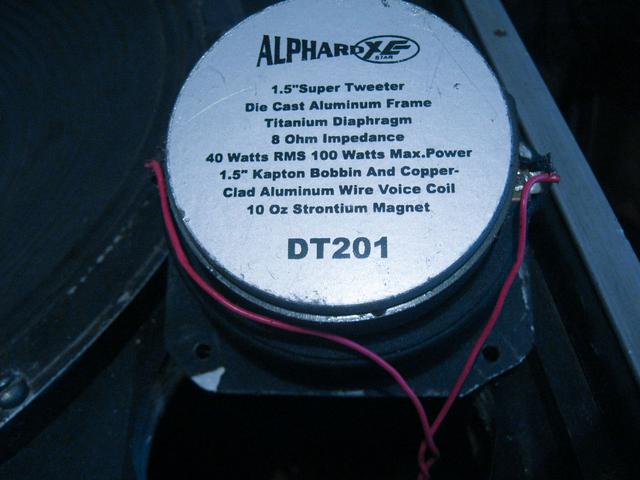 ALPHARD XE
STAR
1.5"Super Tweeter
Die Cast Aluminum Frame
Titanium Diaphragm
8 Ohm Impedance
40 Watts RMS 100 Watts Max.Power
1.5" Kapton Bobbin And Copper-
Clad Aluminum Wire Voice Coil
10 Oz Strontium Magnet
DT201